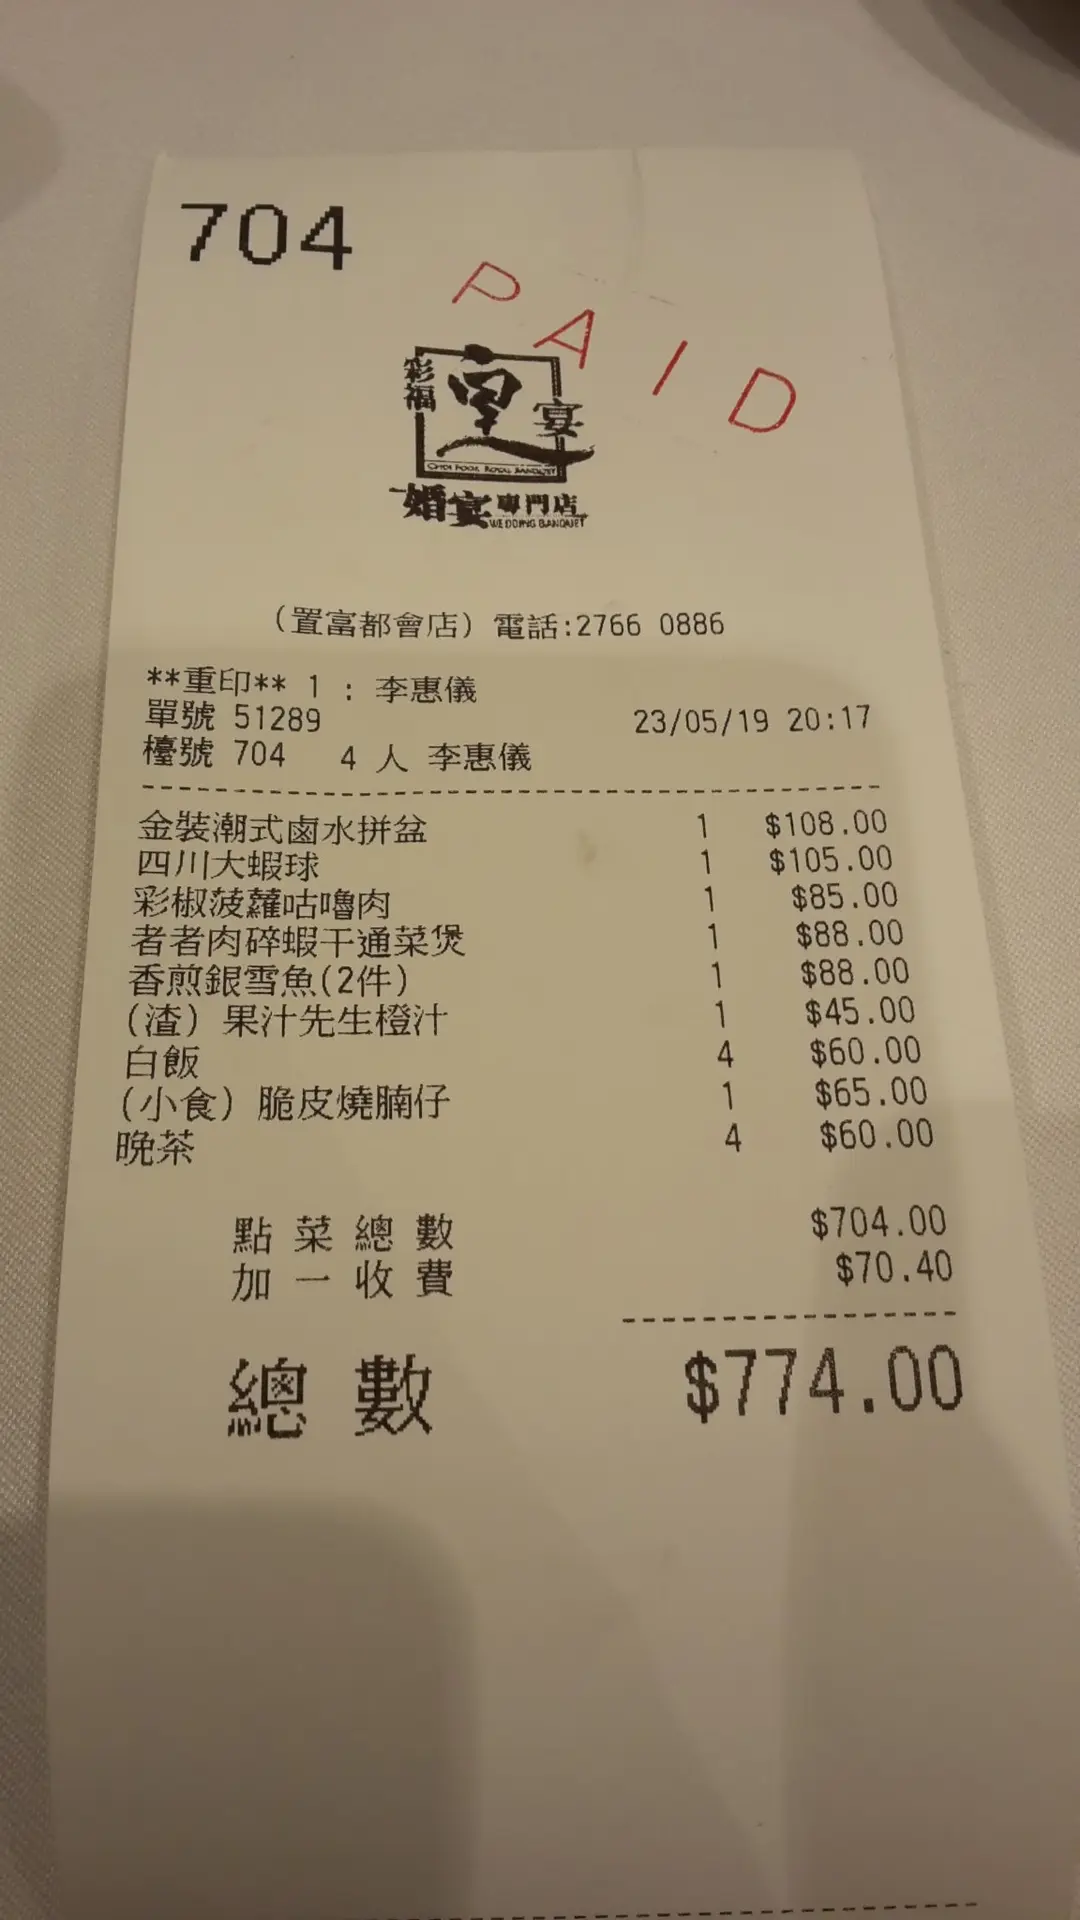 704
PAID
彩福皇宴
CHOI FOOK ROYAL BANQUET
婚宴專門店
WEDDING BANQUET
(置富都會店) 電話:2766 0886
**重印** 1 : 李惠儀
單號 51289 23/05/19 20:17
檯號 704 4 人 李惠儀
金裝潮式鹵水拼盆 1 $108.00
四川大蝦球 1 $105.00
彩椒菠蘿咕嚕肉 1 $85.00
者者肉碎蝦干通菜煲 1 $88.00
香煎銀雪魚(2件) 1 $88.00
(渣) 果汁先生橙汁 1 $45.00
白飯 4 $60.00
(小食) 脆皮燒腩仔 1 $65.00
晚茶 4 $60.00
點菜總數 $704.00
加一收費 $70.40
總數 $774.00